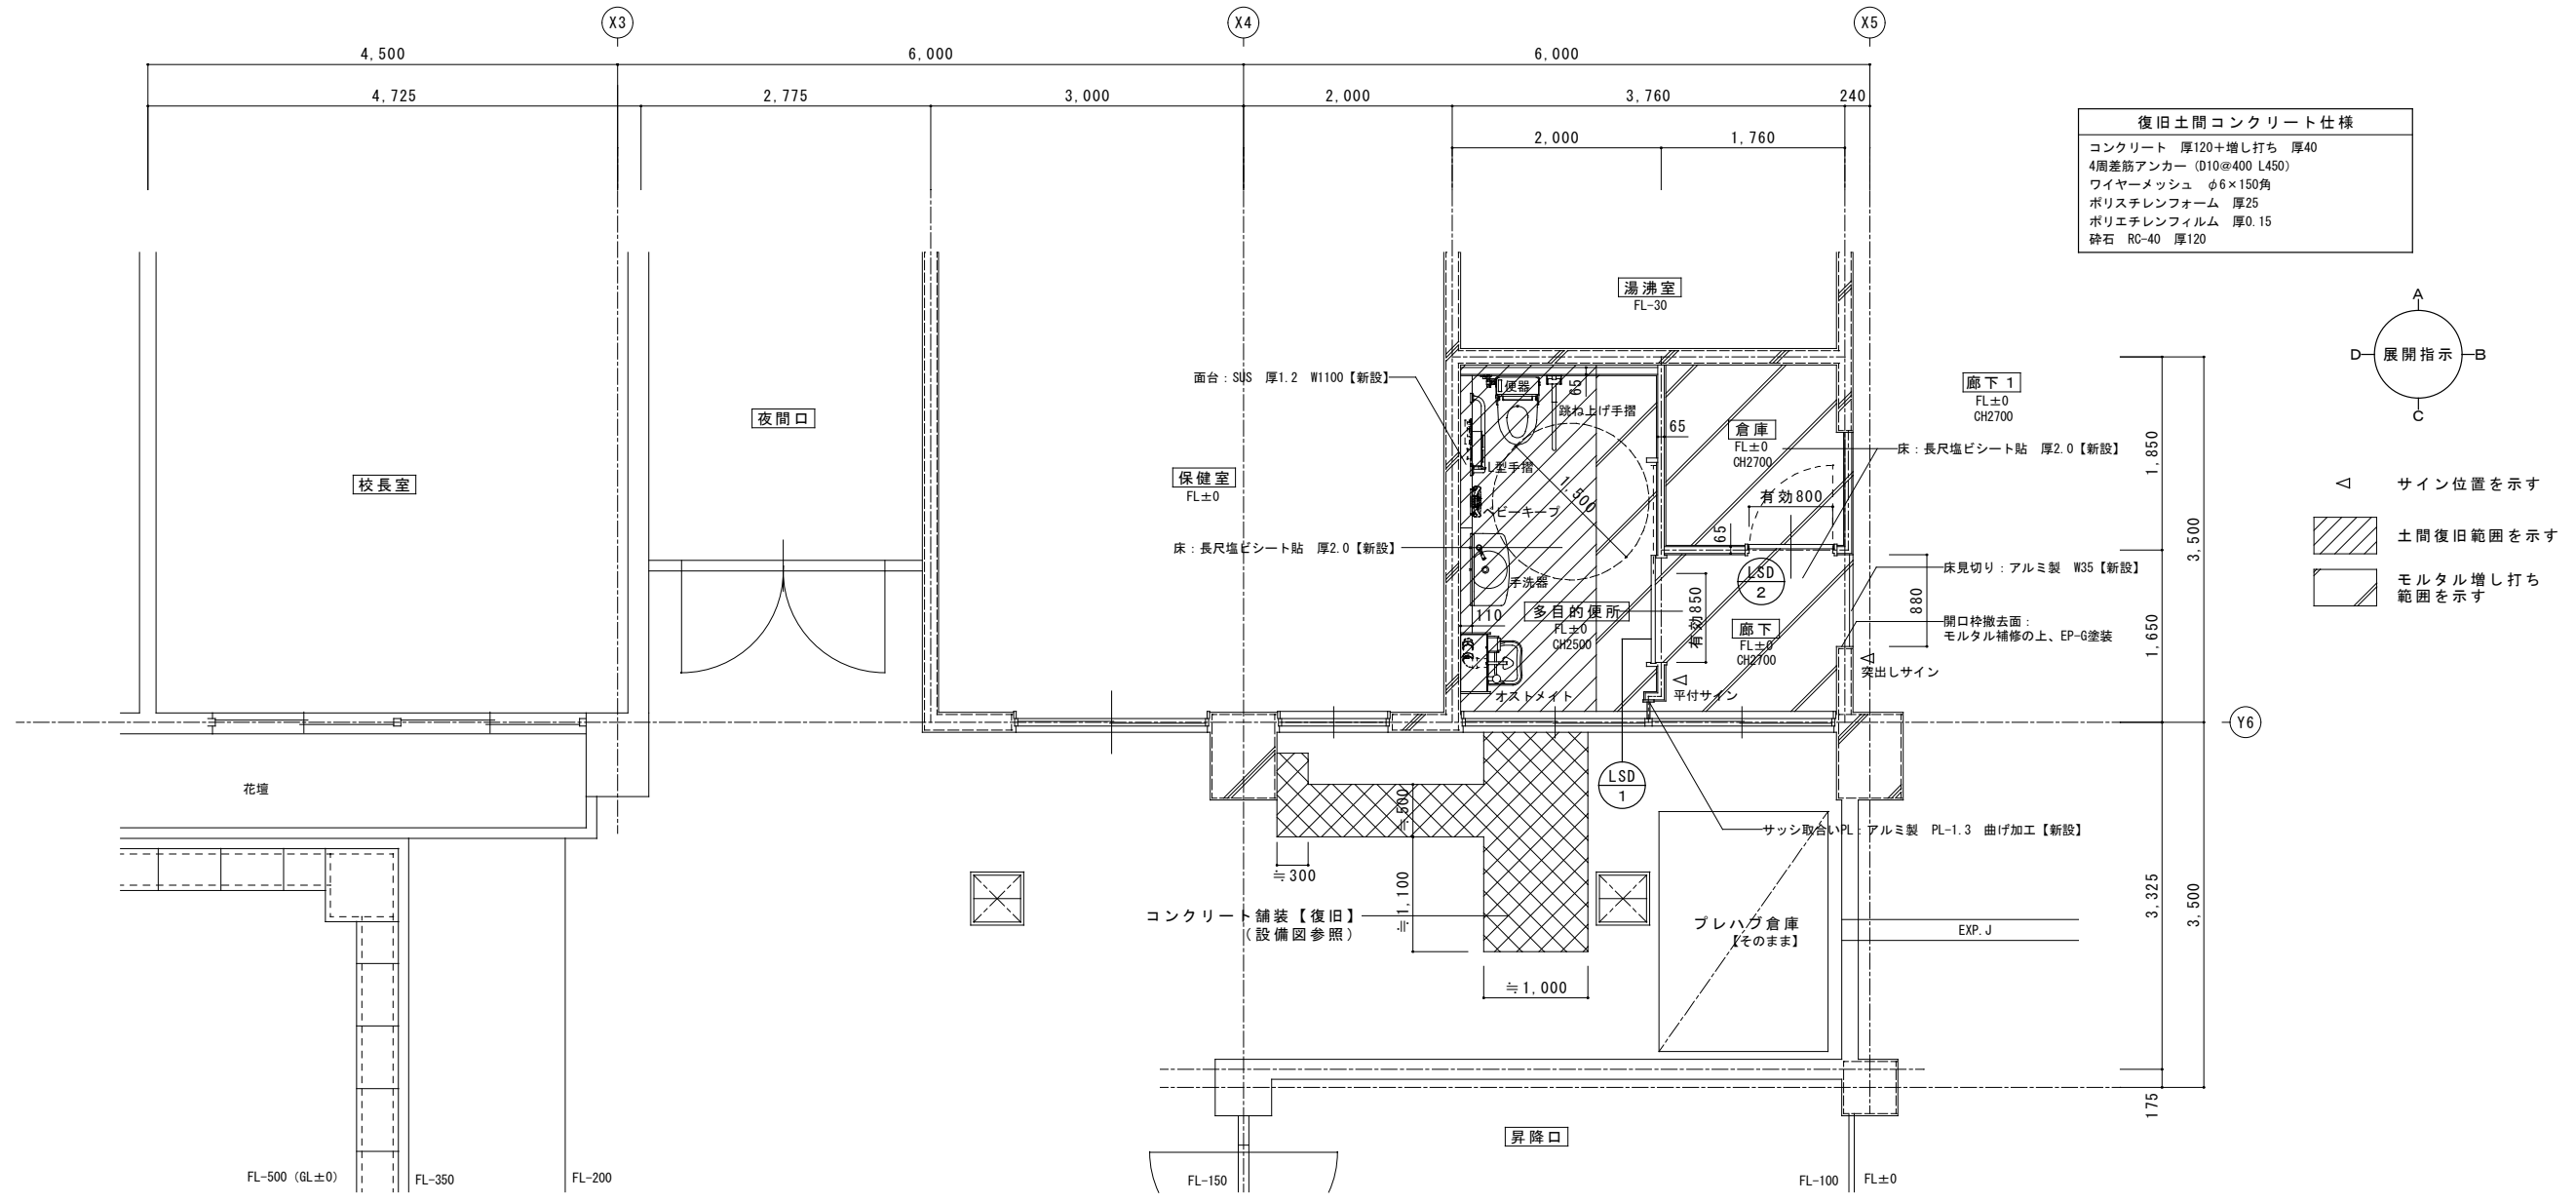 X3
X4
X5
4,500
6,000
6,000
4,725
2,775
3,000
2,000
3,760
240
2,000
1,760
復旧土間コンクリート仕様
コンクリート 厚120+増し打ち 厚40
4周差筋アンカー (D10@400 L450)
ワイヤーメッシュ φ6×150角
ポリスチレンフォーム 厚25
ポリエチレンフィルム 厚0.15
砕石 RC-40 厚120
A
D
展開指示
B
C
サイン位置を示す
土間復旧範囲を示す
モルタル増し打ち
範囲を示す
湯沸室
FL-30
面台:SUS 厚1.2 W1100【新設】
便器
65
跳ね上げ手摺
65
倉庫
FL±0
CH2700
廊下1
FL±0
CH2700
床:長尺塩ビシート貼 厚2.0【新設】
夜間口
校長室
保健室
FL±0
L型手摺
1,500
有効800
ベビーキープ
65
床:長尺塩ビシート貼 厚2.0【新設】
手洗器
LSD
2
床見切り:アルミ製 W35【新設】
880
110
多目的便所
FL±0
CH2500
有効850
廊下
FL±0
CH2700
開口枠撤去面:
モルタル補修の上、EP-G塗装
突出しサイン
平付サイン
オストメイト
1,850
3,500
1,650
Y6
花壇
LSD
1
≒500
サッシ取合いPL:アルミ製 PL-1.3 曲げ加工【新設】
≒300
≒1,100
コンクリート舗装【復旧】
(設備図参照)
≒1,000
プレハブ倉庫
【そのまま】
EXP.J
3,325
3,500
175
昇降口
FL-500 (GL±0)
FL-350
FL-200
FL-150
FL-100
FL±0